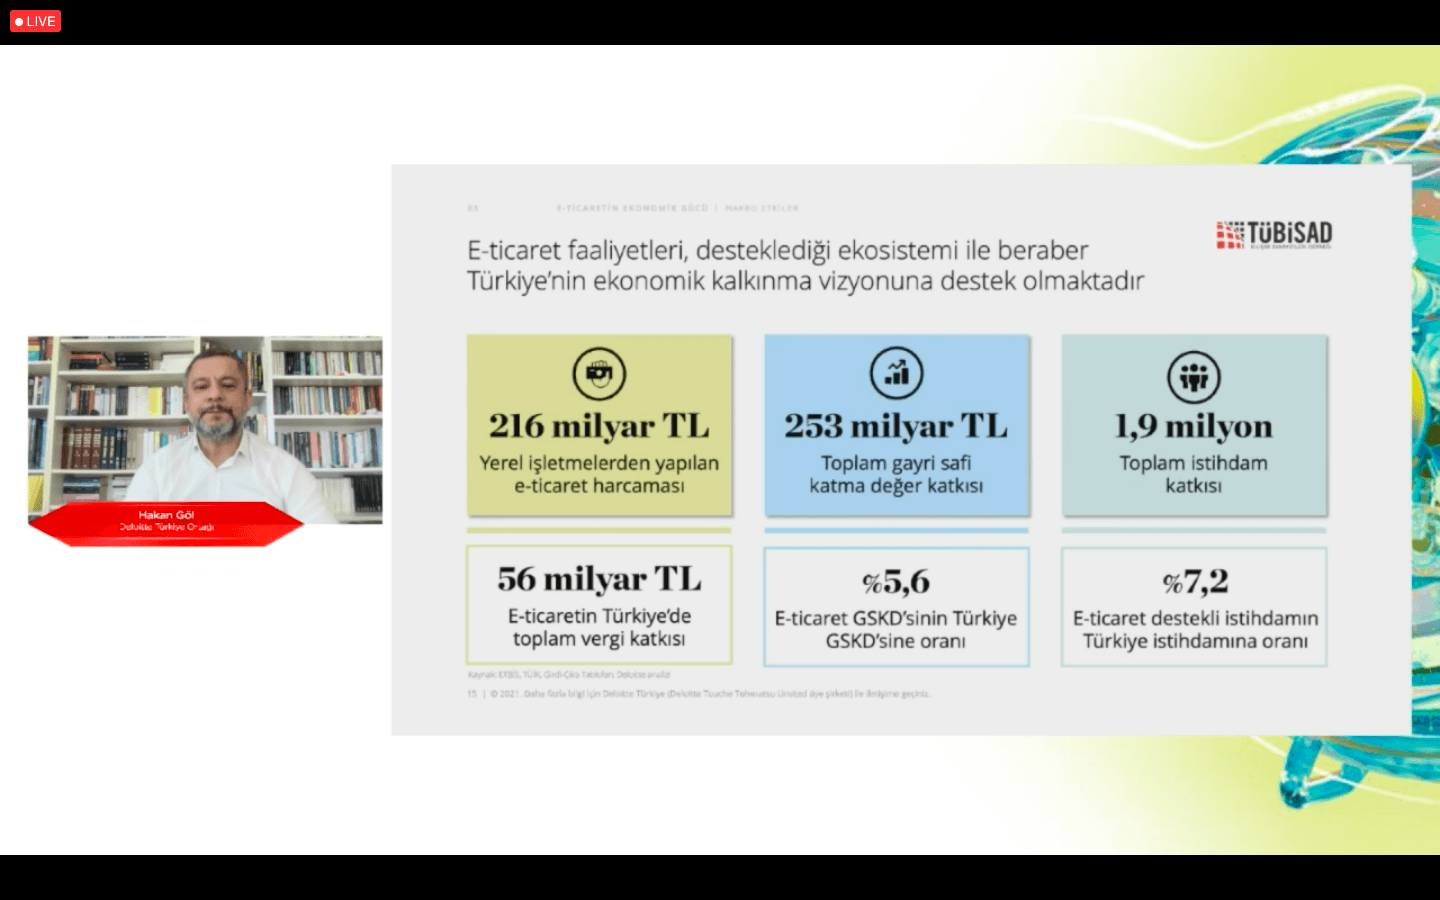 LIVE
03 E-TİCARETİN EKONOMİK GÜCÜ | MAKRO ETKİLER
TÜBİSAD
E-ticaret faaliyetleri, desteklediği ekosistemi ile beraber
Türkiye’nin ekonomik kalkınma vizyonuna destek olmaktadır
216 milyar TL
Yerel işletmelerden yapılan
e-ticaret harcaması
253 milyar TL
Toplam gayri safi
katma değer katkısı
1,9 milyon
Toplam istihdam
katkısı
56 milyar TL
E-ticaretin Türkiye’de
toplam vergi katkısı
%5,6
E-ticaret GSKD’sinin Türkiye
GSKD’sine oranı
%7,2
E-ticaret destekli istihdamın
Türkiye istihdamına oranı
Kaynak: ETBİS, TÜİK, Girdi-Çıktı Tabloları, Deloitte analizi
15 | © 2021. Daha fazla bilgi için Deloitte Türkiye (Deloitte Touche Tohmatsu Limited üye şirketi) ile iletişime geçiniz.
Hakan Göl
Deloitte Türkiye Ortağı